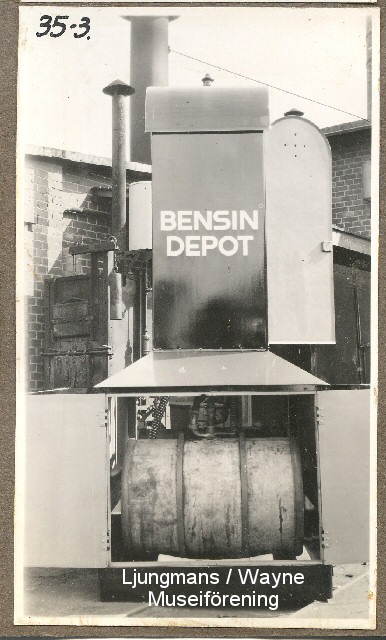 35-3.
BENSIN
DEPOT
Ljungmans / Wayne
Museiförening